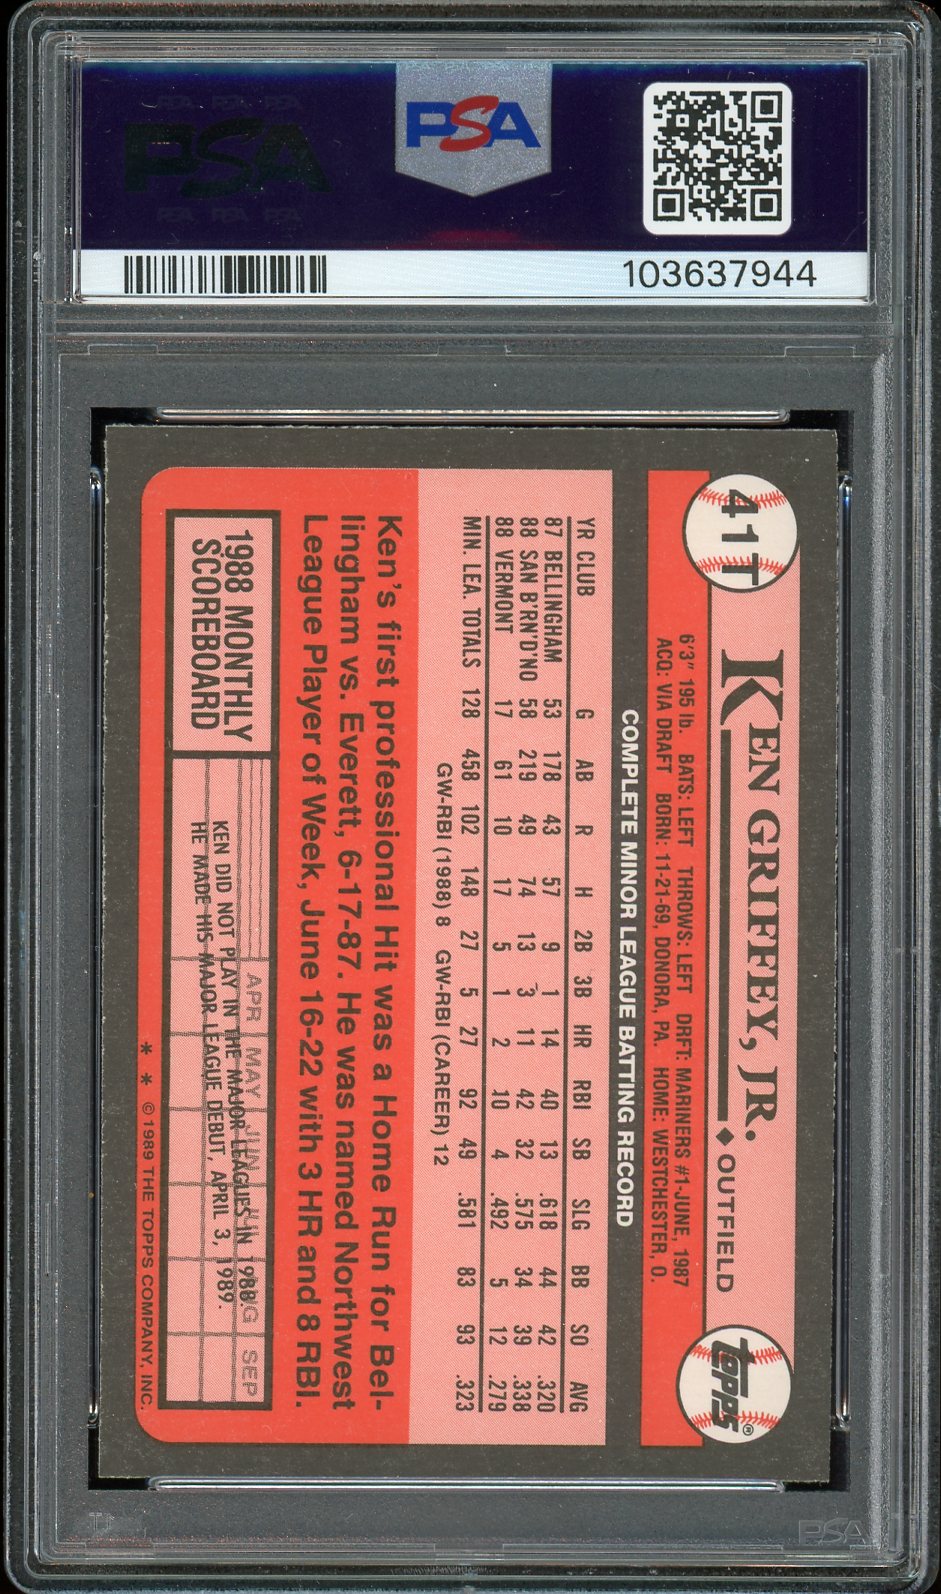 PSA
PSA
103637944
41T
KEN GRIFFEY, JR. ◆ OUTFIELD
topps®
6'3" 195 lb. BATS: LEFT THROWS: LEFT DRFT: MARINERS #1-JUNE, 1987
ACQ: VIA DRAFT BORN: 11-21-69, DONORA, PA. HOME: WESTCHESTER, O.
COMPLETE MINOR LEAGUE BATTING RECORD
YR CLUB G AB R H 2B 3B HR RBI SB SLG BB SO AVG
87 BELLINGHAM 53 178 43 57 9 1 14 40 13 .618 44 42 .320
88 SAN B'RN'D'NO 58 219 49 74 13 3 11 42 32 .575 34 39 .338
88 VERMONT 17 61 10 17 5 1 2 10 4 .492 5 12 .279
MIN. LEA. TOTALS 128 458 102 148 27 5 27 92 49 .581 83 93 .323
GW-RBI (1988) 8 GW-RBI (CAREER) 12
Ken's first professional Hit was a Home Run for Bel-
lingham vs. Everett, 6-17-87. He was named Northwest
League Player of Week, June 16-22 with 3 HR and 8 RBI.
1988 MONTHLY
SCOREBOARD
APR MAY JUN JUL AUG SEP
KEN DID NOT PLAY IN THE MAJOR LEAGUES IN 1988.
HE MADE HIS MAJOR LEAGUE DEBUT, APRIL 3, 1989.
* * © 1989 THE TOPPS COMPANY, INC.
PSA